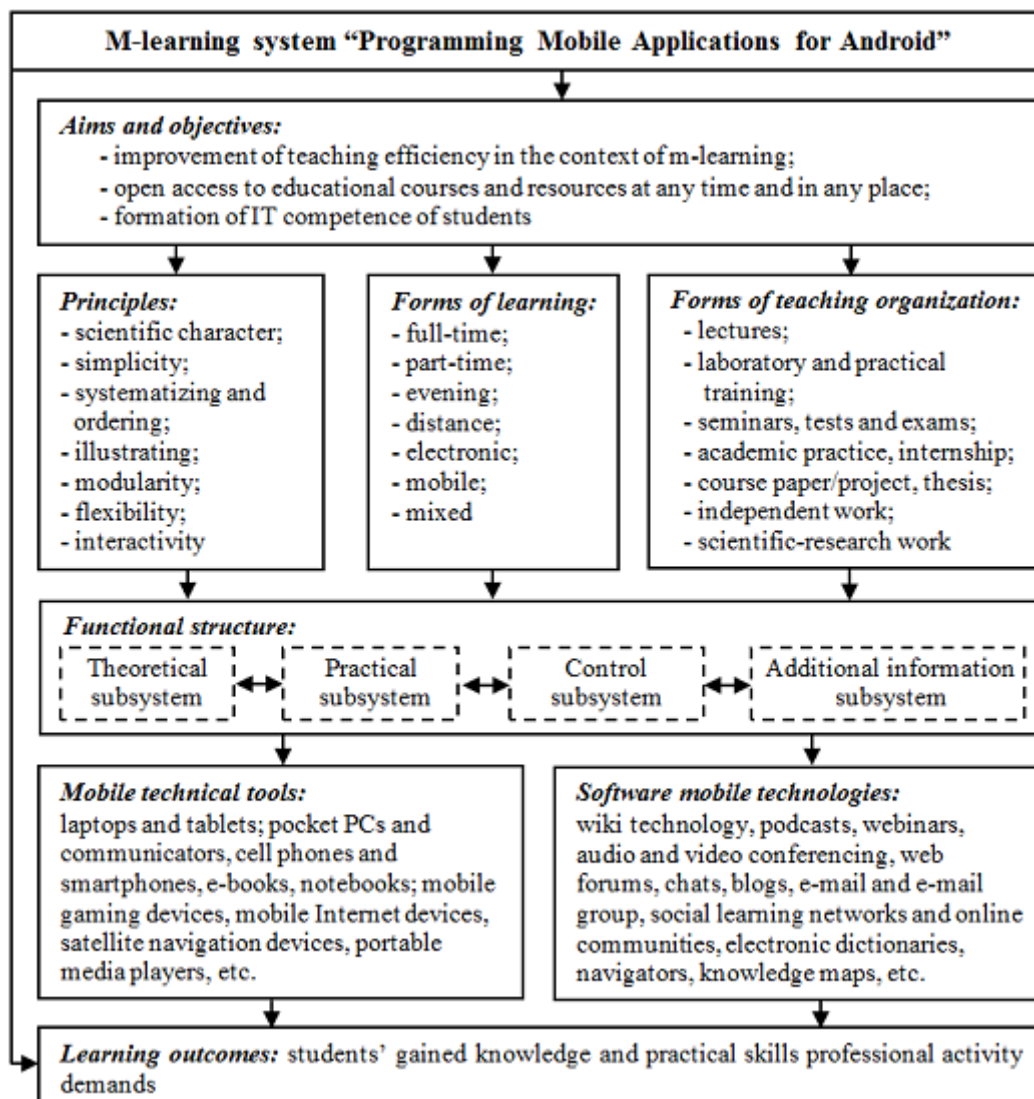 M-learning system “Programming Mobile Applications for Android”
Aims and objectives:
- improvement of teaching efficiency in the context of m-learning;
- open access to educational courses and resources at any time and in any place;
- formation of IT competence of students
Principles:
- scientific character;
- simplicity;
- systematizing and
ordering;
- illustrating;
- modularity;
- flexibility;
- interactivity
Forms of learning:
- full-time;
- part-time;
- evening;
- distance;
- electronic;
- mobile;
- mixed
Forms of teaching organization:
- lectures;
- laboratory and practical
training;
- seminars, tests and exams;
- academic practice, internship;
- course paper/project, thesis;
- independent work;
- scientific-research work
Functional structure:
Theoretical
subsystem
Practical
subsystem
Control
subsystem
Additional information
subsystem
Mobile technical tools:
laptops and tablets; pocket PCs and
communicators, cell phones and
smartphones, e-books, notebooks; mobile
gaming devices, mobile Internet devices,
satellite navigation devices, portable
media players, etc.
Software mobile technologies:
wiki technology, podcasts, webinars,
audio and video conferencing, web
forums, chats, blogs, e-mail and e-mail
group, social learning networks and online
communities, electronic dictionaries,
navigators, knowledge maps, etc.
Learning outcomes: students’ gained knowledge and practical skills professional activity
demands